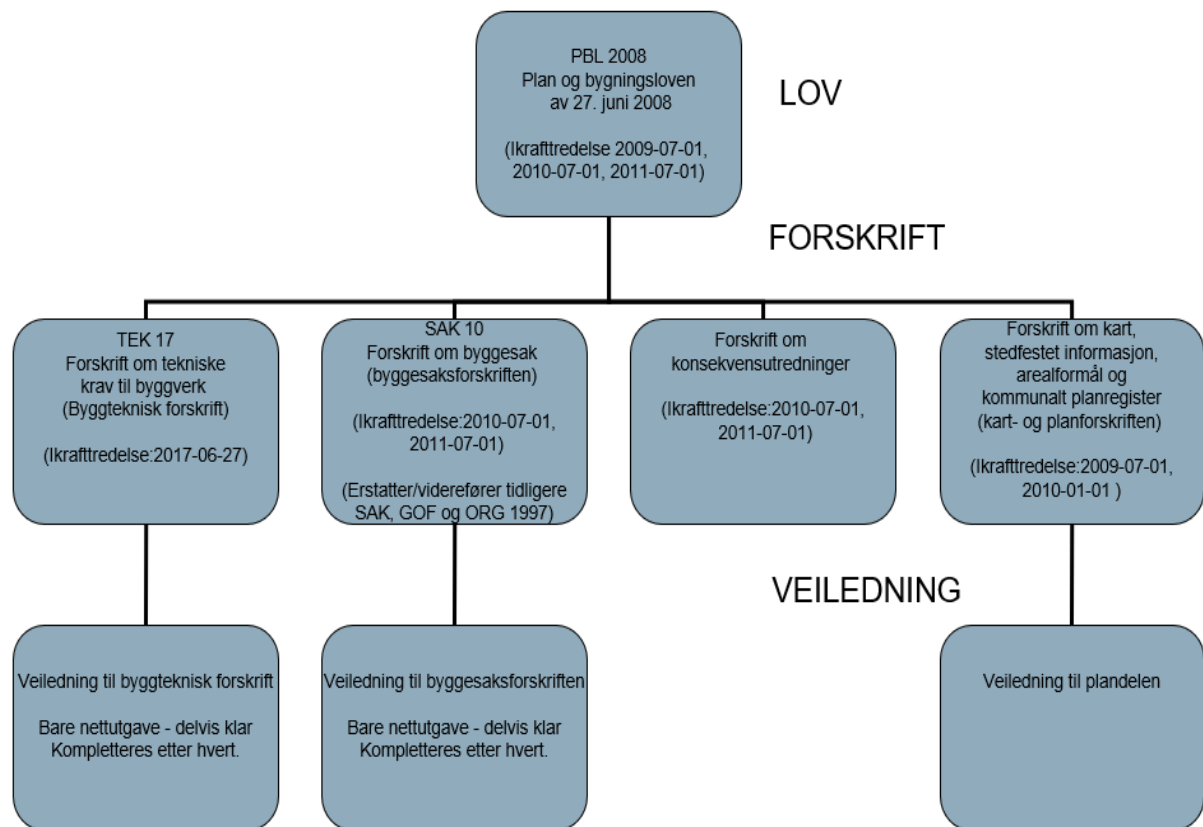 PBL 2008
Plan og bygningsloven
av 27. juni 2008
(Ikrafttredelse 2009-07-01,
2010-07-01, 2011-07-01)
LOV
FORSKRIFT
TEK 17
Forskrift om tekniske
krav til byggverk
(Byggteknisk forskrift)
(Ikrafttredelse:2017-06-27)
SAK 10
Forskrift om byggesak
(byggesaksforskriften)
(Ikrafttredelse:2010-07-01,
2011-07-01)
(Erstatter/viderefører tidligere
SAK, GOF og ORG 1997)
Forskrift om
konsekvensutredninger
(Ikrafttredelse:2010-07-01,
2011-07-01)
Forskrift om kart,
stedfestet informasjon,
arealformål og
kommunalt planregister
(kart- og planforskriften)
(Ikrafttredelse:2009-07-01,
2010-01-01 )
VEILEDNING
Veiledning til byggteknisk forskrift
Bare nettutgave - delvis klar
Kompletteres etter hvert.
Veiledning til byggesaksforskriften
Bare nettutgave - delvis klar
Kompletteres etter hvert.
Veiledning til plandelen